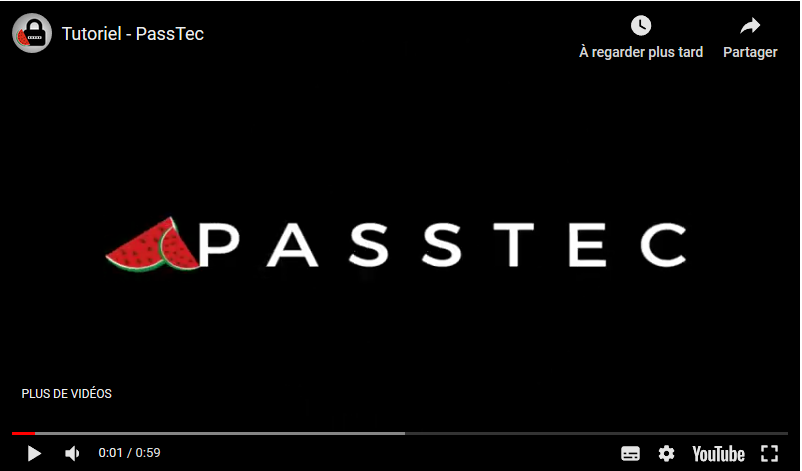 Tutoriel - PassTec
À regarder plus tard
Partager
PASSTEC
PLUS DE VIDÉOS
0:01 / 0:59
YouTube